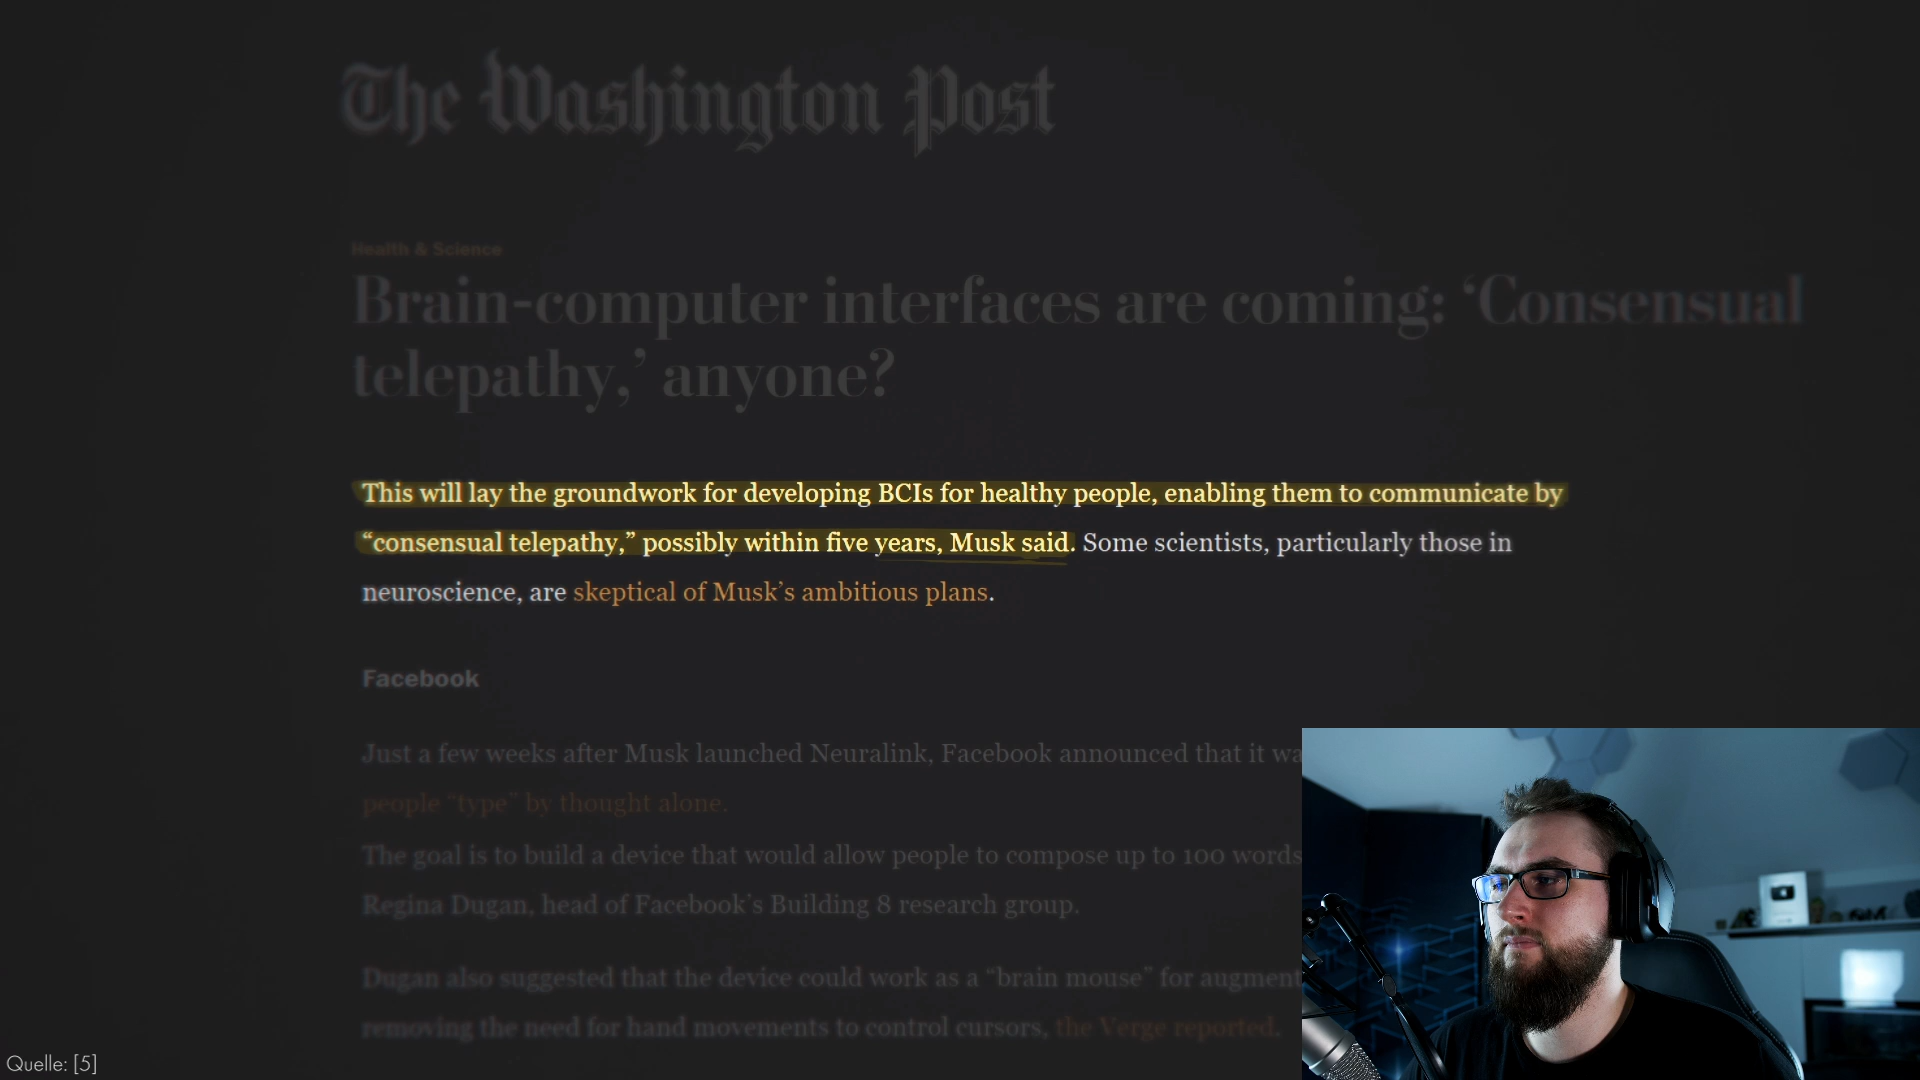 The Washington Post
Health & Science
Brain-computer interfaces are coming: ‘Consensual
telepathy,’ anyone?
This will lay the groundwork for developing BCIs for healthy people, enabling them to communicate by
“consensual telepathy,” possibly within five years, Musk said. Some scientists, particularly those in
neuroscience, are skeptical of Musk’s ambitious plans.
Facebook
Just a few weeks after Musk launched Neuralink, Facebook announced that it wa
people “type” by thought alone.
The goal is to build a device that would allow people to compose up to 100 words
Regina Dugan, head of Facebook’s Building 8 research group.
Dugan also suggested that the device could work as a “brain mouse” for augment
removing the need for hand movements to control cursors, the Verge reported.
Quelle: [5]